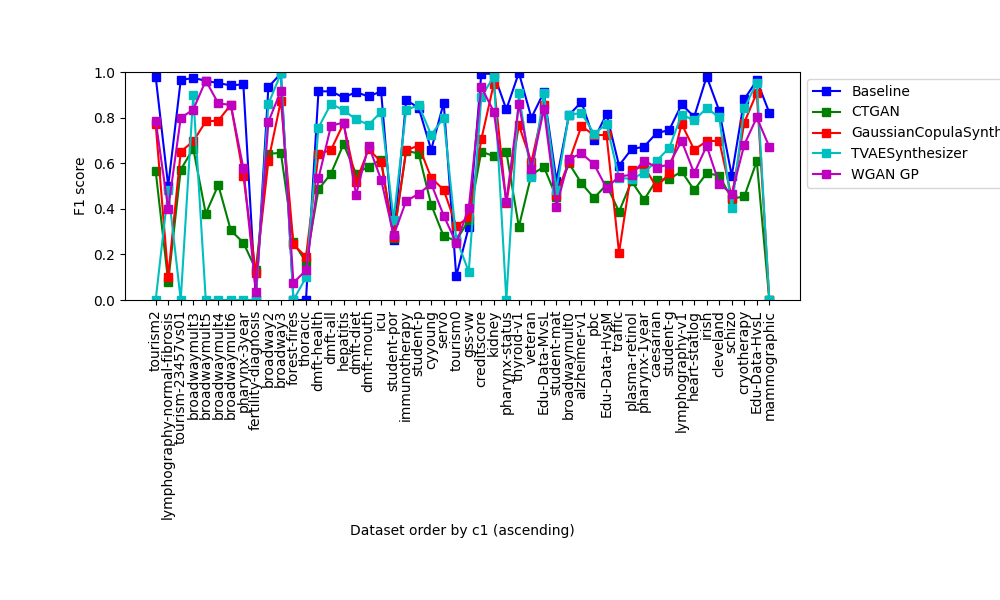 1.0
0.8
0.6
0.4
0.2
0.0
F1 score
Baseline
CTGAN
GaussianCopulaSynth
TVAESynthesizer
WGAN GP
tourism2
lymphography-normal-fibrosis
tourism-23457vs01
broadwaymult3
broadwaymult5
broadwaymult4
broadwaymult6
pharynx-3year
fertility-diagnosis
broadway2
broadway3
forest-fires
thoracic
dmft-health
dmft-all
hepatitis
dmft-diet
dmft-mouth
icu
student-por
immunotherapy
student-p
cyyoung
servo
tourism0
gss-vw
creditscore
kidney
pharynx-status
thyroid-v1
veteran
Edu-Data-MvsL
student-mat
broadwaymult0
alzheimer-v1
pbc
Edu-Data-HvsM
traffic
plasma-retinol
pharynx-1year
caesarian
student-g
lymphography-v1
heart-statlog
irish
cleveland
schizo
cryotherapy
Edu-Data-HvsL
mammographic
Dataset order by c1 (ascending)